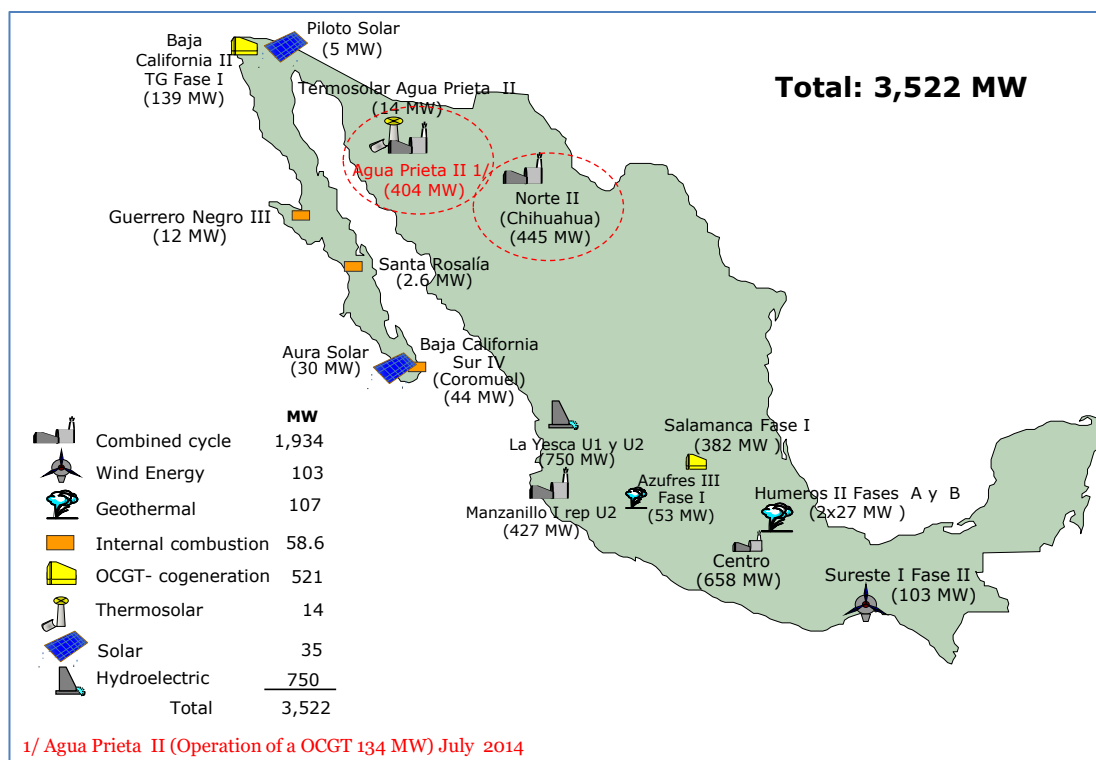 Baja
California II
TG Fase I
(139 MW)
Piloto Solar
(5 MW)
Total: 3,522 MW
Termosolar Agua Prieta II
(14 MW)
Agua Prieta II 1/
(404 MW)
Norte II
(Chihuahua)
(445 MW)
Guerrero Negro III
(12 MW)
Santa Rosalía
(2.6 MW)
Aura Solar
(30 MW)
Baja California
Sur IV
(Coromuel)
(44 MW)
La Yesca U1 y U2
(750 MW)
Salamanca Fase I
(382 MW )
Manzanillo I rep U2
(427 MW)
Azufres III
Fase I
(53 MW)
Humeros II Fases A y B
(2x27 MW )
Centro
(658 MW)
Sureste I Fase II
(103 MW)
MW
Combined cycle 1,934
Wind Energy 103
Geothermal 107
Internal combustion 58.6
OCGT- cogeneration 521
Thermosolar 14
Solar 35
Hydroelectric 750
Total 3,522
1/ Agua Prieta II (Operation of a OCGT 134 MW) July 2014